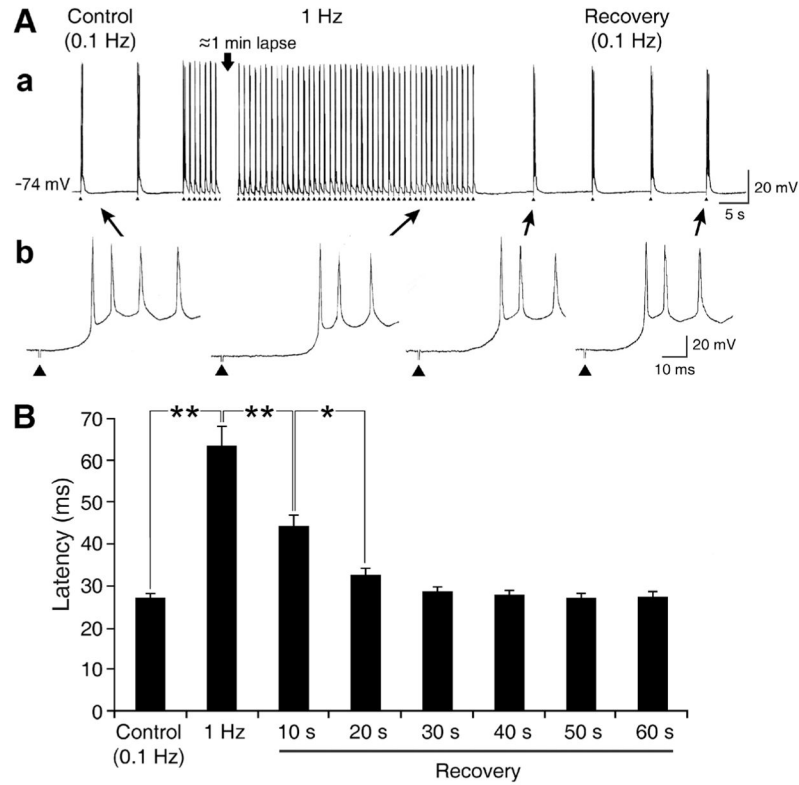 A
Control
(0.1 Hz)
1 Hz
Recovery
(0.1 Hz)
≈1 min lapse
a
-74 mV
20 mV
5 s
b
20 mV
10 ms
B
** ** *
Latency (ms)
70
60
50
40
30
20
10
0
Control
(0.1 Hz)
1 Hz
10 s
20 s
30 s
40 s
50 s
60 s
Recovery